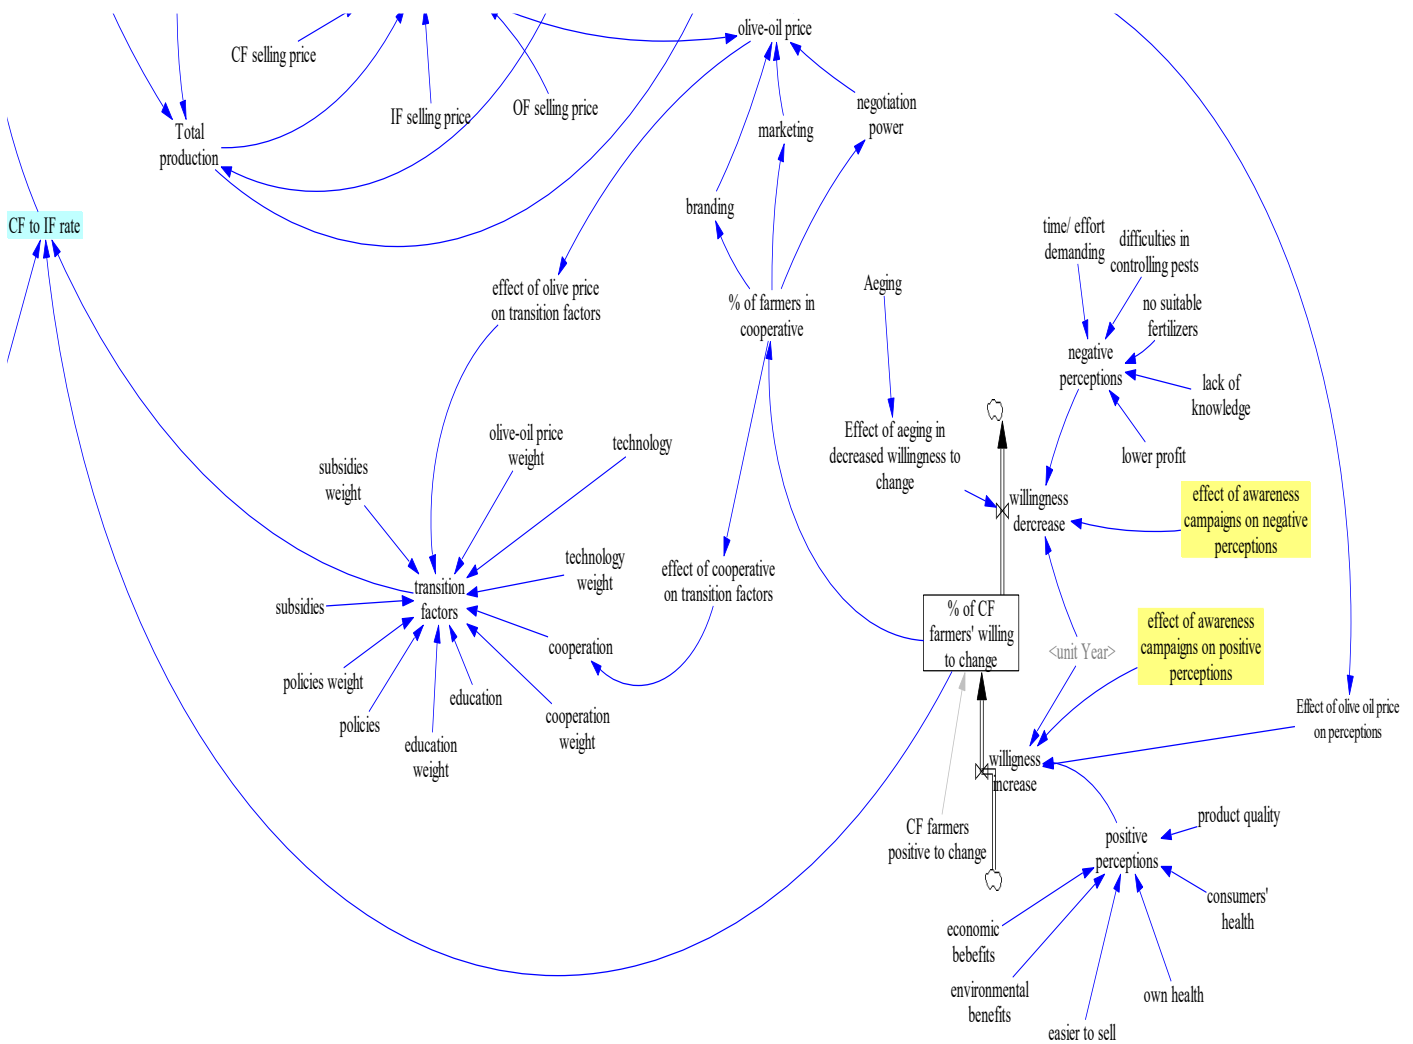 olive-oil price
CF selling price
IF selling price
OF selling price
negotiation
power
marketing
Total
production
branding
CF to IF rate
time/ effort
demanding
difficulties in
controlling pests
effect of olive price
on transition factors
% of farmers in
cooperative
Aeging
no suitable
fertilizers
negative
perceptions
lack of
knowledge
lower profit
Effect of aeging in
decreased willingness to
change
olive-oil price
weight
technology
subsidies
weight
willingness
dercrease
effect of awareness
campaigns on negative
perceptions
technology
weight
effect of cooperative
on transition factors
transition
factors
subsidies
% of CF
farmers' willing
to change
effect of awareness
campaigns on positive
perceptions
cooperation
<unit Year>
policies weight
education
policies
cooperation
weight
education
weight
Effect of olive oil price
on perceptions
willigness
increase
CF farmers
positive to change
product quality
positive
perceptions
consumers'
health
economic
bebefits
environmental
benefits
own health
easier to sell